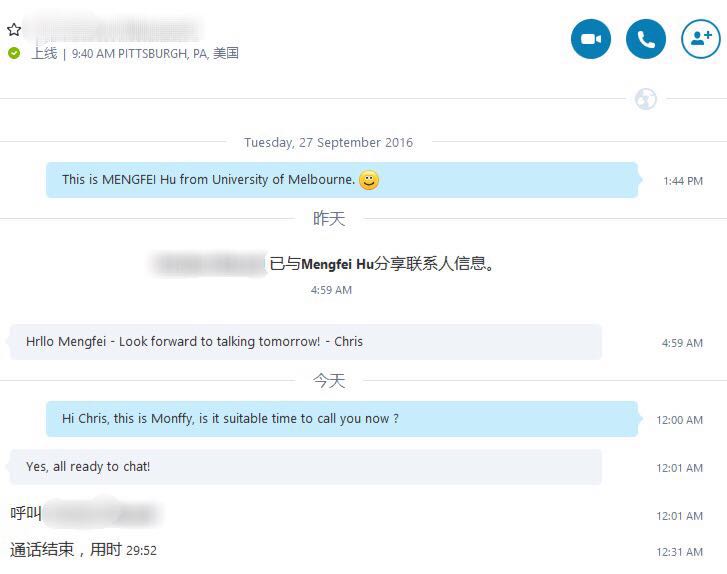 上线 | 9:40 AM PITTSBURGH, PA, 美国
Tuesday, 27 September 2016
This is MENGFEI Hu from University of Melbourne.
1:44 PM
昨天
已与Mengfei Hu分享联系人信息。
4:59 AM
Hrllo Mengfei - Look forward to talking tomorrow! - Chris
4:59 AM
今天
Hi Chris, this is Monffy, is it suitable time to call you now ?
12:00 AM
Yes, all ready to chat!
12:01 AM
呼叫
12:01 AM
通话结束，用时 29:52
12:31 AM